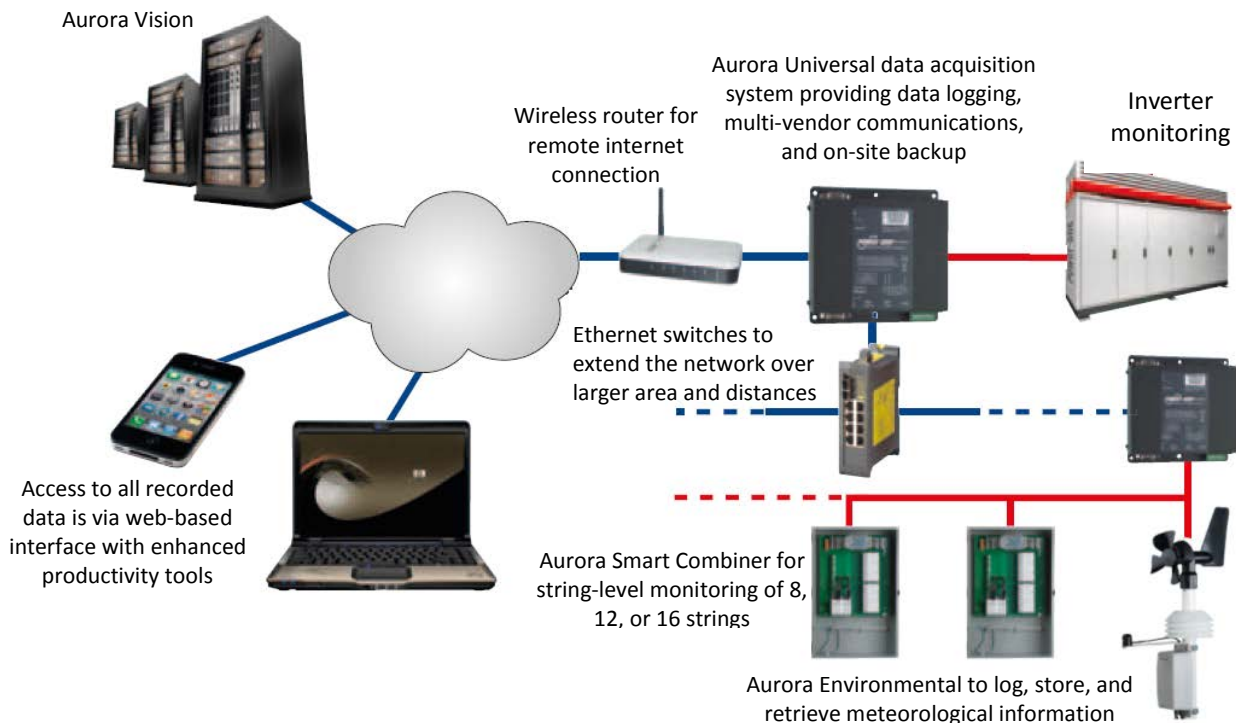 Aurora Vision
Wireless router for
remote internet
connection
Aurora Universal data acquisition
system providing data logging,
multi-vendor communications,
and on-site backup
Inverter
monitoring
Ethernet switches to
extend the network over
larger area and distances
Access to all recorded
data is via web-based
interface with enhanced
productivity tools
Aurora Smart Combiner for
string-level monitoring of 8,
12, or 16 strings
Aurora Environmental to log, store, and
retrieve meteorological information